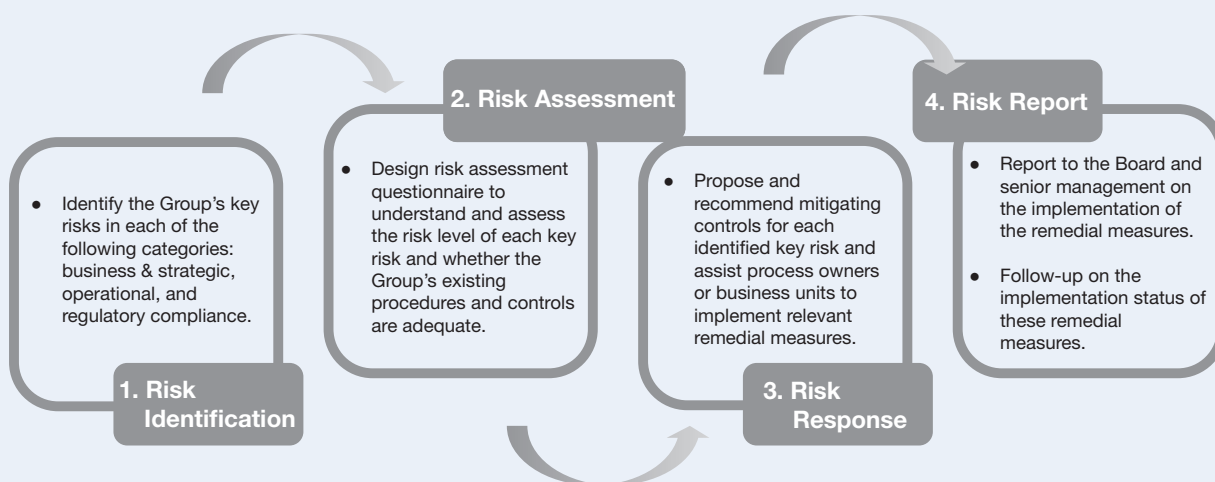 ● Identify the Group’s key
risks in each of the
following categories:
business & strategic,
operational, and
regulatory compliance.
1. Risk
Identification
2. Risk Assessment
● Design risk assessment
questionnaire to
understand and assess
the risk level of each key
risk and whether the
Group’s existing
procedures and controls
are adequate.
● Propose and
recommend mitigating
controls for each
identified key risk and
assist process owners
or business units to
implement relevant
remedial measures.
3. Risk
Response
4. Risk Report
● Report to the Board and
senior management on
the implementation of
the remedial measures.
● Follow-up on the
implementation status of
these remedial
measures.